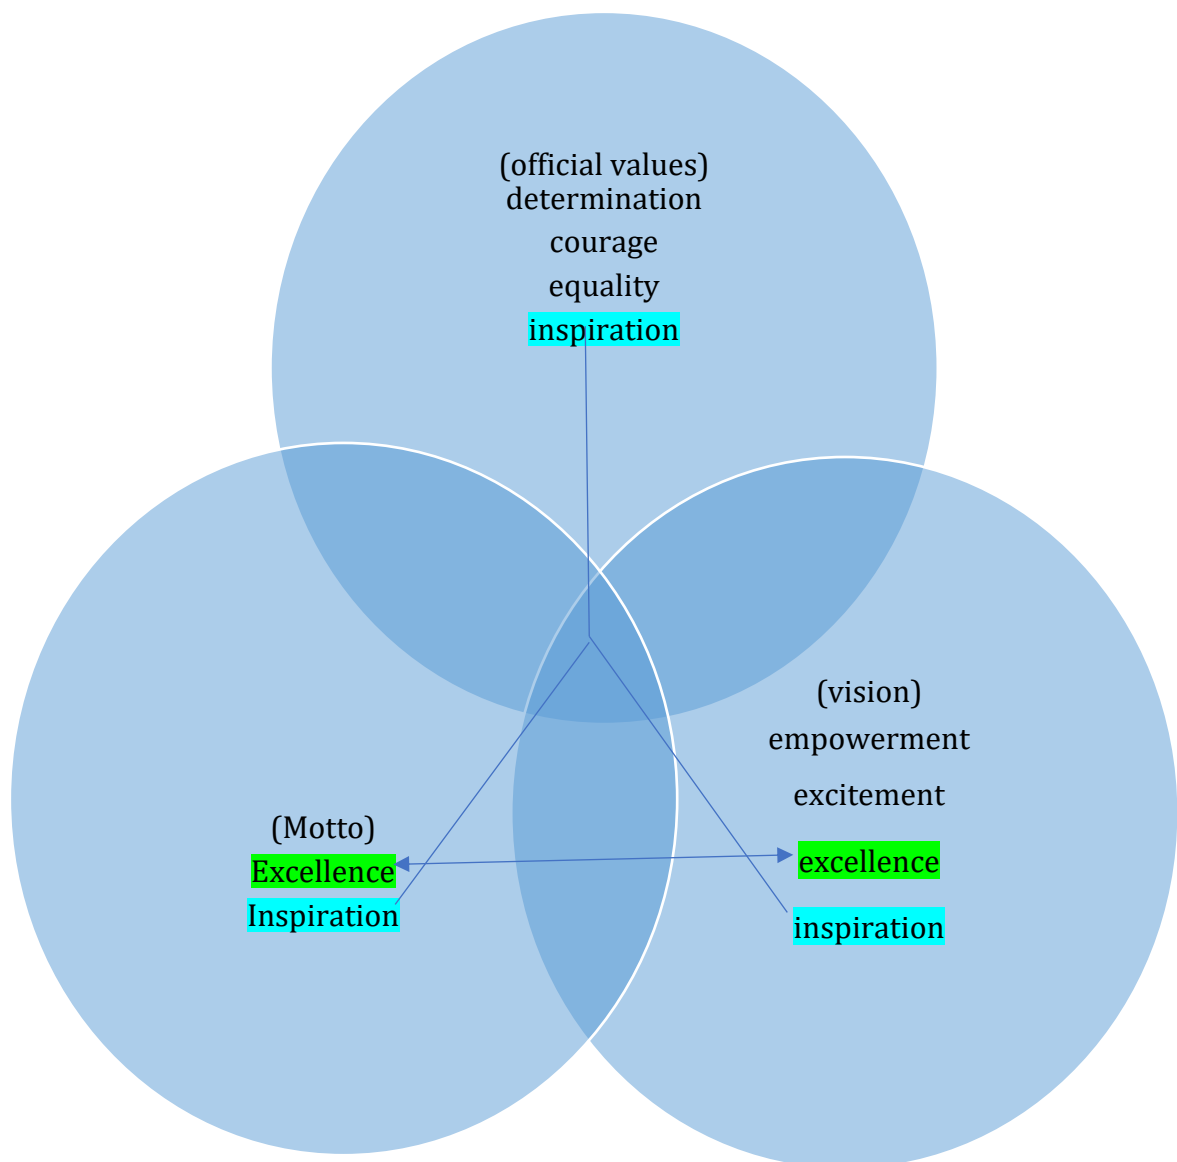 (official values)
determination
courage
equality
inspiration
(Motto)
Excellence
Inspiration
(vision)
empowerment
excitement
excellence
inspiration